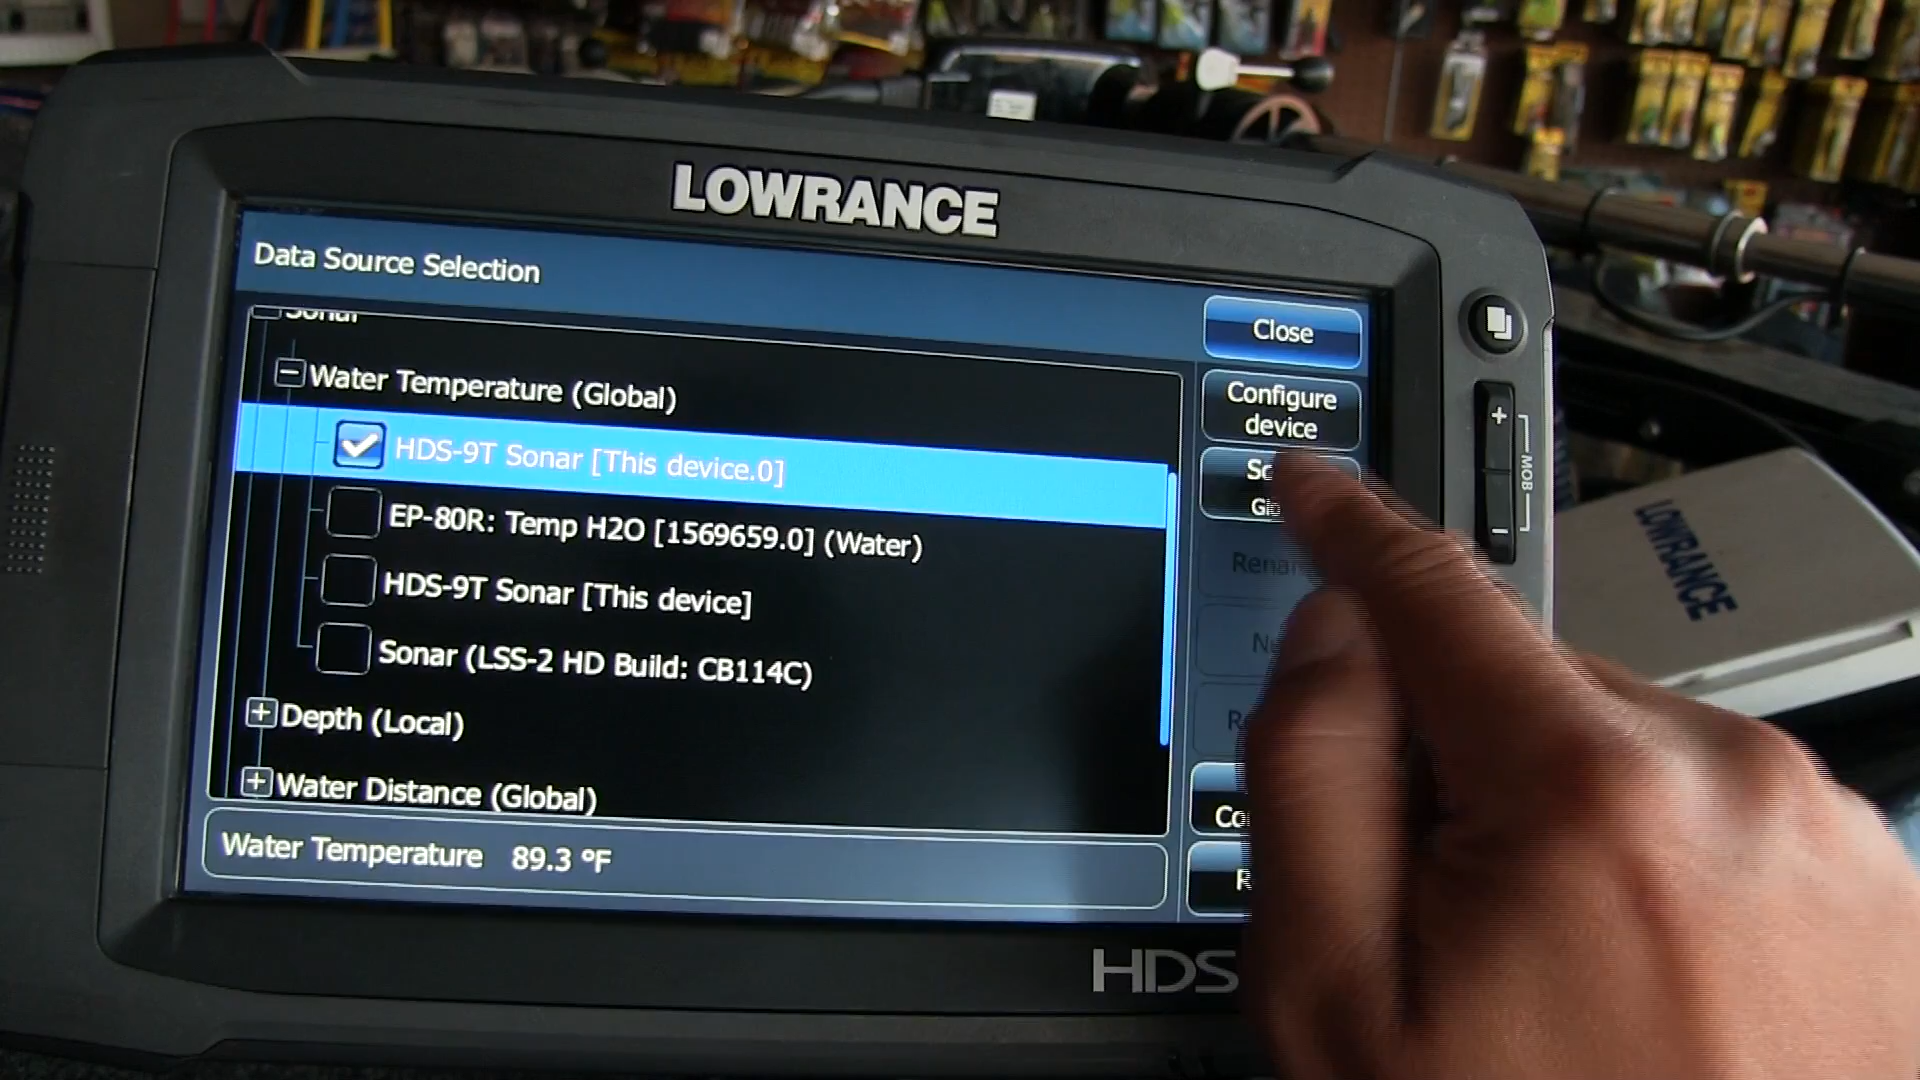 LOWRANCE
Data Source Selection
Close
Sonar
Water Temperature (Global)
Configure
device
HDS-9T Sonar [This device.0]
EP-80R: Temp H2O [1569659.0] (Water)
HDS-9T Sonar [This device]
Sonar (LSS-2 HD Build: CB114C)
Depth (Local)
Water Distance (Global)
Water Temperature 89.3 °F
HDS
+
MOB
−
LOWRANCE